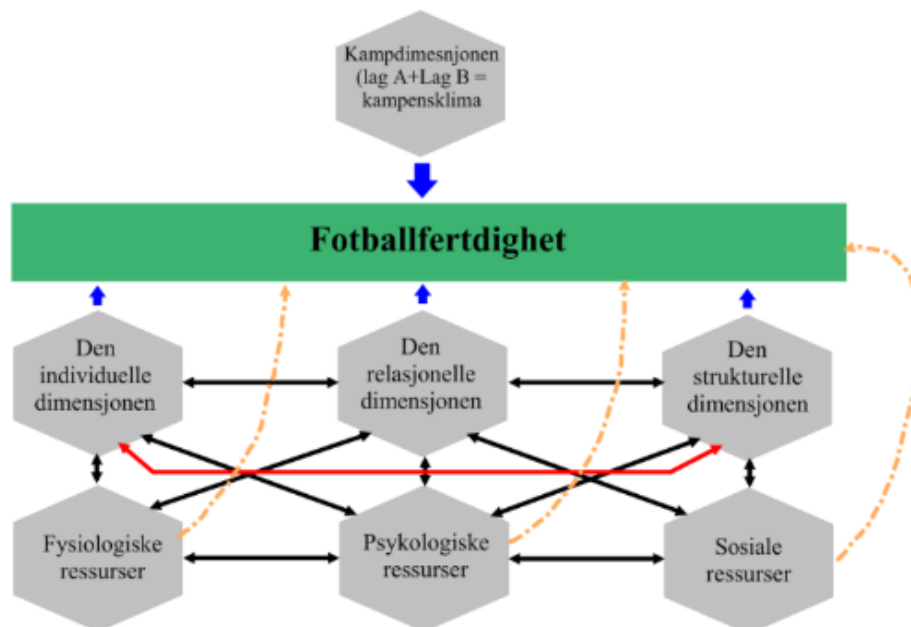 Kampdimesnjonen
(lag A+Lag B =
kampensklima
Fotballfertdighet
Den
individuelle
dimensjonen
Den
relasjonelle
dimensjonen
Den
strukturelle
dimensjonen
Fysiologiske
ressurser
Psykologiske
ressurser
Sosiale
ressurser